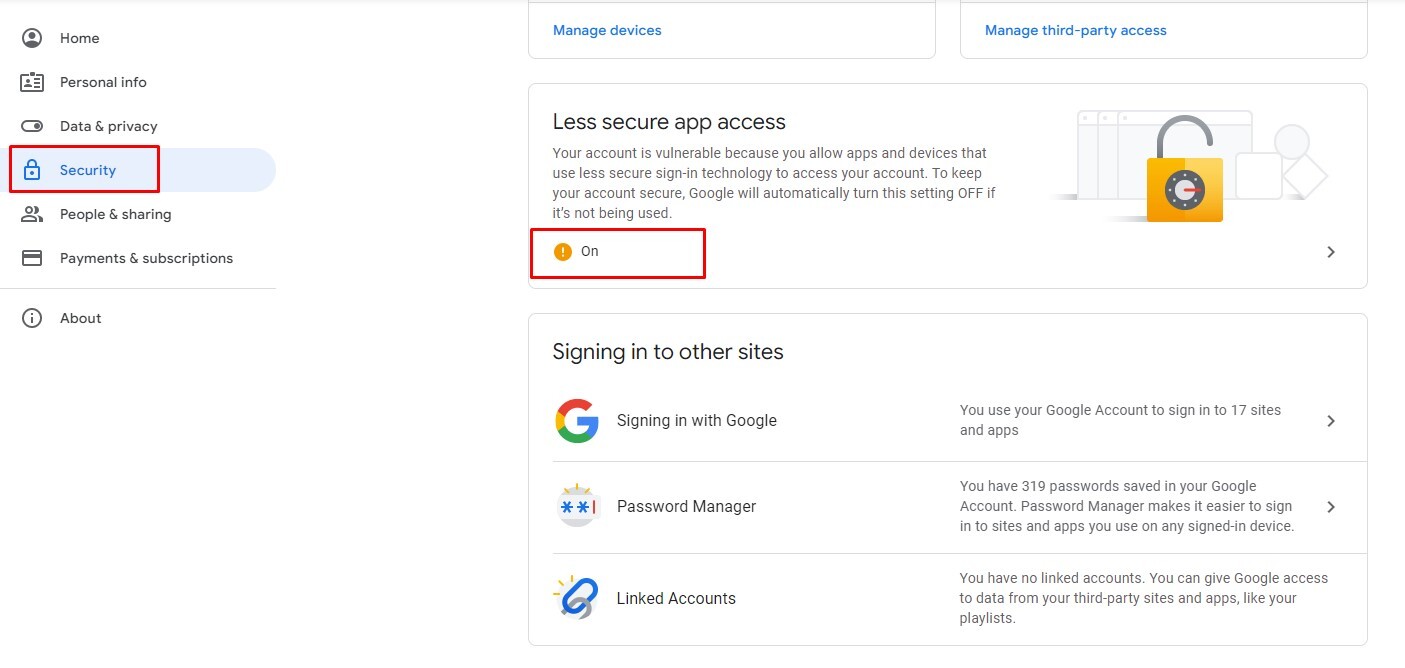 Home
Personal info
Data & privacy
Security
People & sharing
Payments & subscriptions
About
Manage devices
Manage third-party access
Less secure app access
Your account is vulnerable because you allow apps and devices that
use less secure sign-in technology to access your account. To keep
your account secure, Google will automatically turn this setting OFF if
it's not being used.
On
Signing in to other sites
Signing in with Google
You use your Google Account to sign in to 17 sites
and apps
Password Manager
You have 319 passwords saved in your Google
Account. Password Manager makes it easier to sign
in to sites and apps you use on any signed-in device.
Linked Accounts
You have no linked accounts. You can give Google access
to data from your third-party sites and apps, like your
playlists.